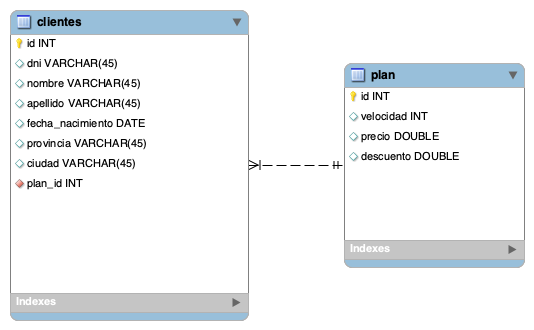 clientes
id INT
dni VARCHAR(45)
nombre VARCHAR(45)
apellido VARCHAR(45)
fecha_nacimiento DATE
provincia VARCHAR(45)
ciudad VARCHAR(45)
plan_id INT
Indexes
plan
id INT
velocidad INT
precio DOUBLE
descuento DOUBLE
Indexes